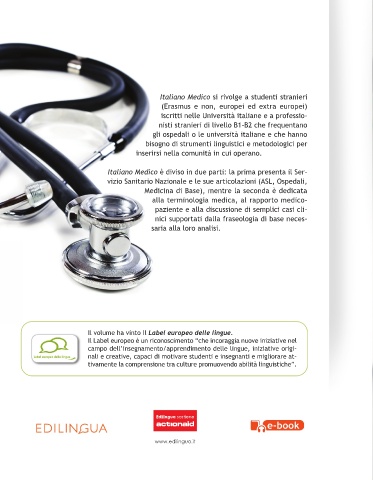 Italiano Medico si rivolge a studenti stranieri
(Erasmus e non, europei ed extra europei)
iscritti nelle Università italiane e a professio-
nisti stranieri di livello B1-B2 che frequentano
gli ospedali o le università italiane e che hanno
bisogno di strumenti linguistici e metodologici per
inserirsi nella comunità in cui operano.
Italiano Medico è diviso in due parti: la prima presenta il Ser-
vizio Sanitario Nazionale e le sue articolazioni (ASL, Ospedali,
Medicina di Base), mentre la seconda è dedicata
alla terminologia medica, al rapporto medico-
paziente e alla discussione di semplici casi cli-
nici supportati dalla fraseologia di base neces-
saria alla loro analisi.
Il volume ha vinto il Label europeo delle lingue.
Il Label europeo è un riconoscimento "che incoraggia nuove iniziative nel
campo dell'insegnamento/apprendimento delle lingue, iniziative origi-
nali e creative, capaci di motivare studenti e insegnanti e migliorare at-
tivamente la comprensione tra culture promuovendo abilità linguistiche".
label europeo delle lingue
EDILINGUA
Edilingua sostiene
actionaid
e-book
www.edilingua.it